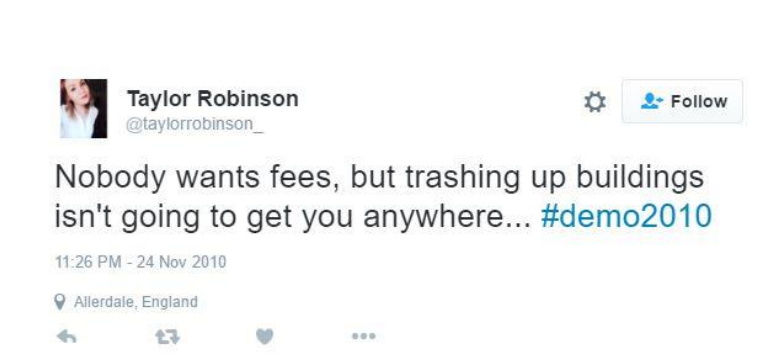 Taylor Robinson
@taylorrobinson_
Follow
Nobody wants fees, but trashing up buildings
isn't going to get you anywhere... #demo2010
11:26 PM - 24 Nov 2010
Allerdale, England